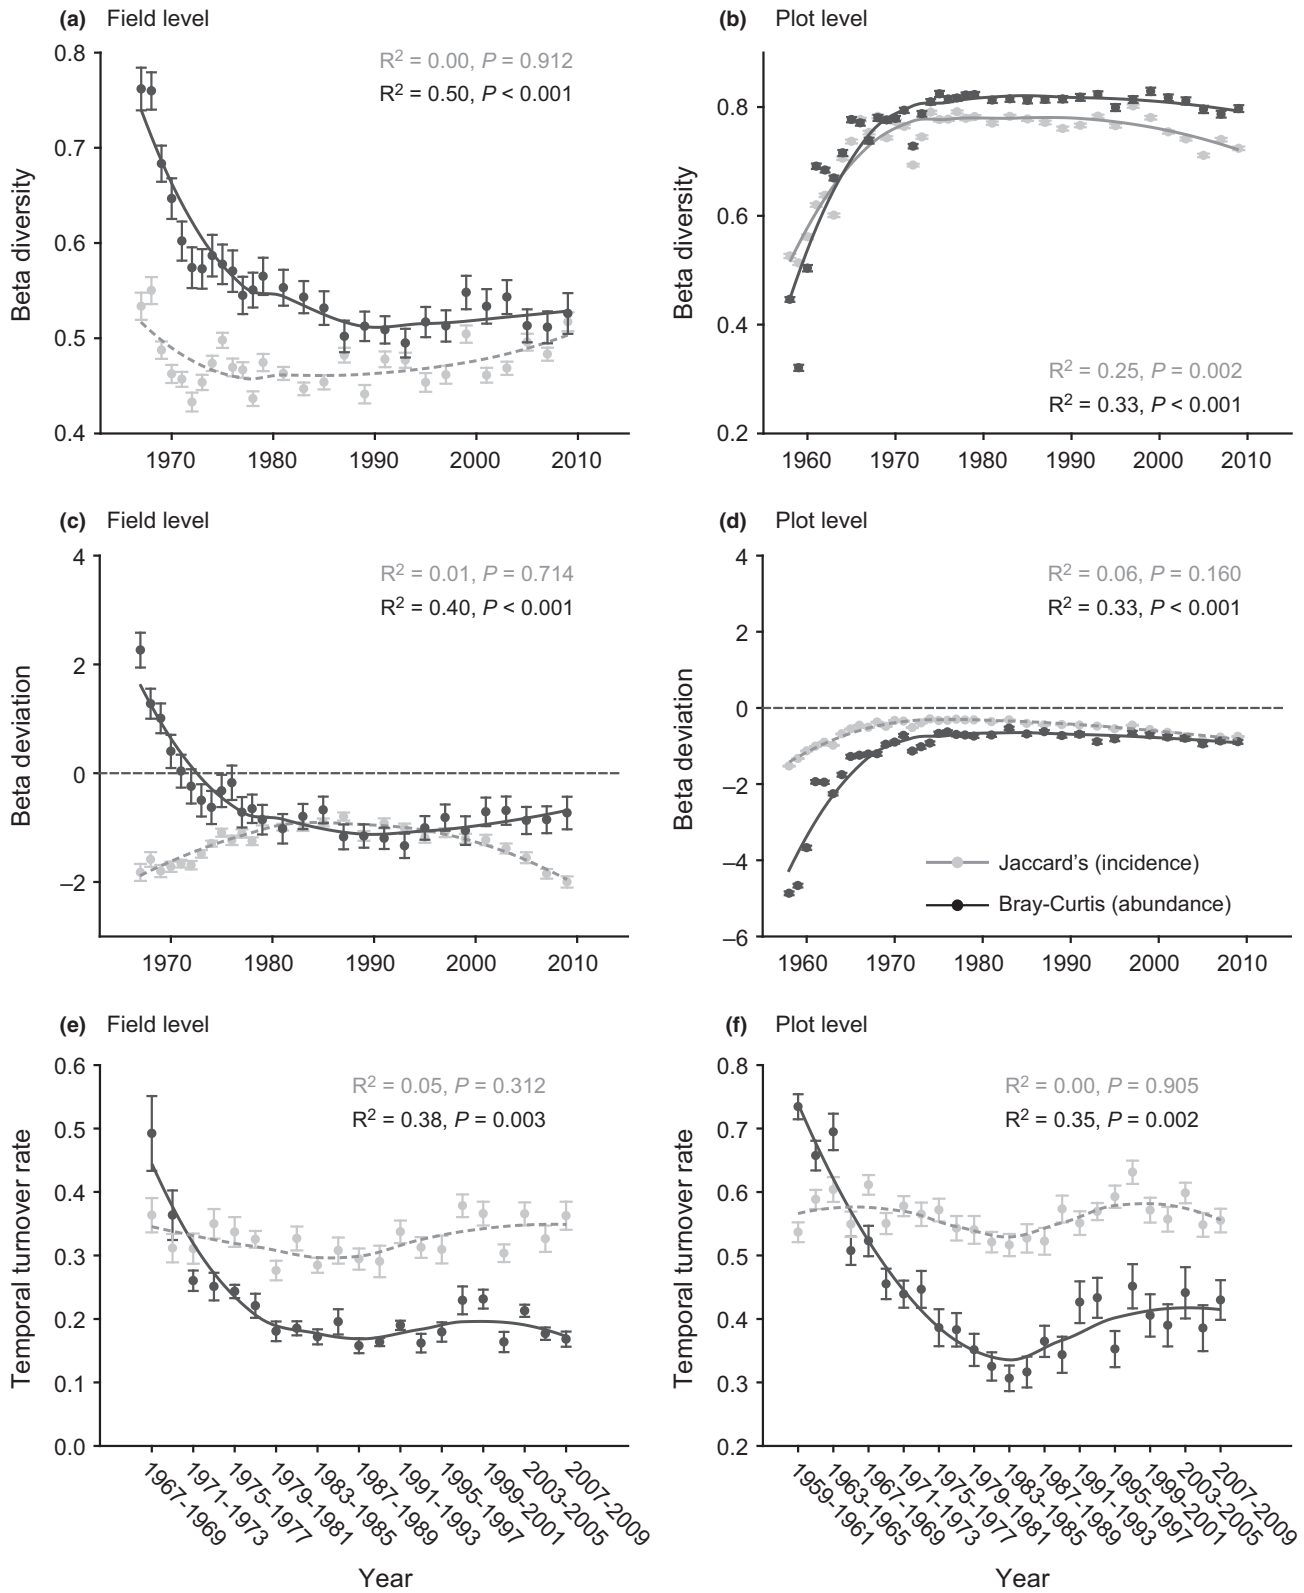 (a) Field level
R² = 0.00, P = 0.912
R² = 0.50, P < 0.001
Beta diversity
0.8
0.7
0.6
0.5
0.4
1970 1980 1990 2000 2010
(b) Plot level
Beta diversity
0.8
0.6
0.4
0.2
R² = 0.25, P = 0.002
R² = 0.33, P < 0.001
1960 1970 1980 1990 2000 2010
(c) Field level
R² = 0.01, P = 0.714
R² = 0.40, P < 0.001
Beta deviation
4
2
0
–2
1970 1980 1990 2000 2010
(d) Plot level
R² = 0.06, P = 0.160
R² = 0.33, P < 0.001
Beta deviation
4
2
0
–2
–4
–6
Jaccard's (incidence)
Bray-Curtis (abundance)
1960 1970 1980 1990 2000 2010
(e) Field level
R² = 0.05, P = 0.312
R² = 0.38, P = 0.003
Temporal turnover rate
0.6
0.5
0.4
0.3
0.2
0.1
0.0
1967-1969
1971-1973
1975-1977
1979-1981
1983-1985
1987-1989
1991-1993
1995-1997
1999-2001
2003-2005
2007-2009
Year
(f) Plot level
R² = 0.00, P = 0.905
R² = 0.35, P = 0.002
Temporal turnover rate
0.8
0.7
0.6
0.5
0.4
0.3
0.2
1959-1961
1963-1965
1967-1969
1971-1973
1975-1977
1979-1981
1983-1985
1987-1989
1991-1993
1995-1997
1999-2001
2003-2005
2007-2009
Year